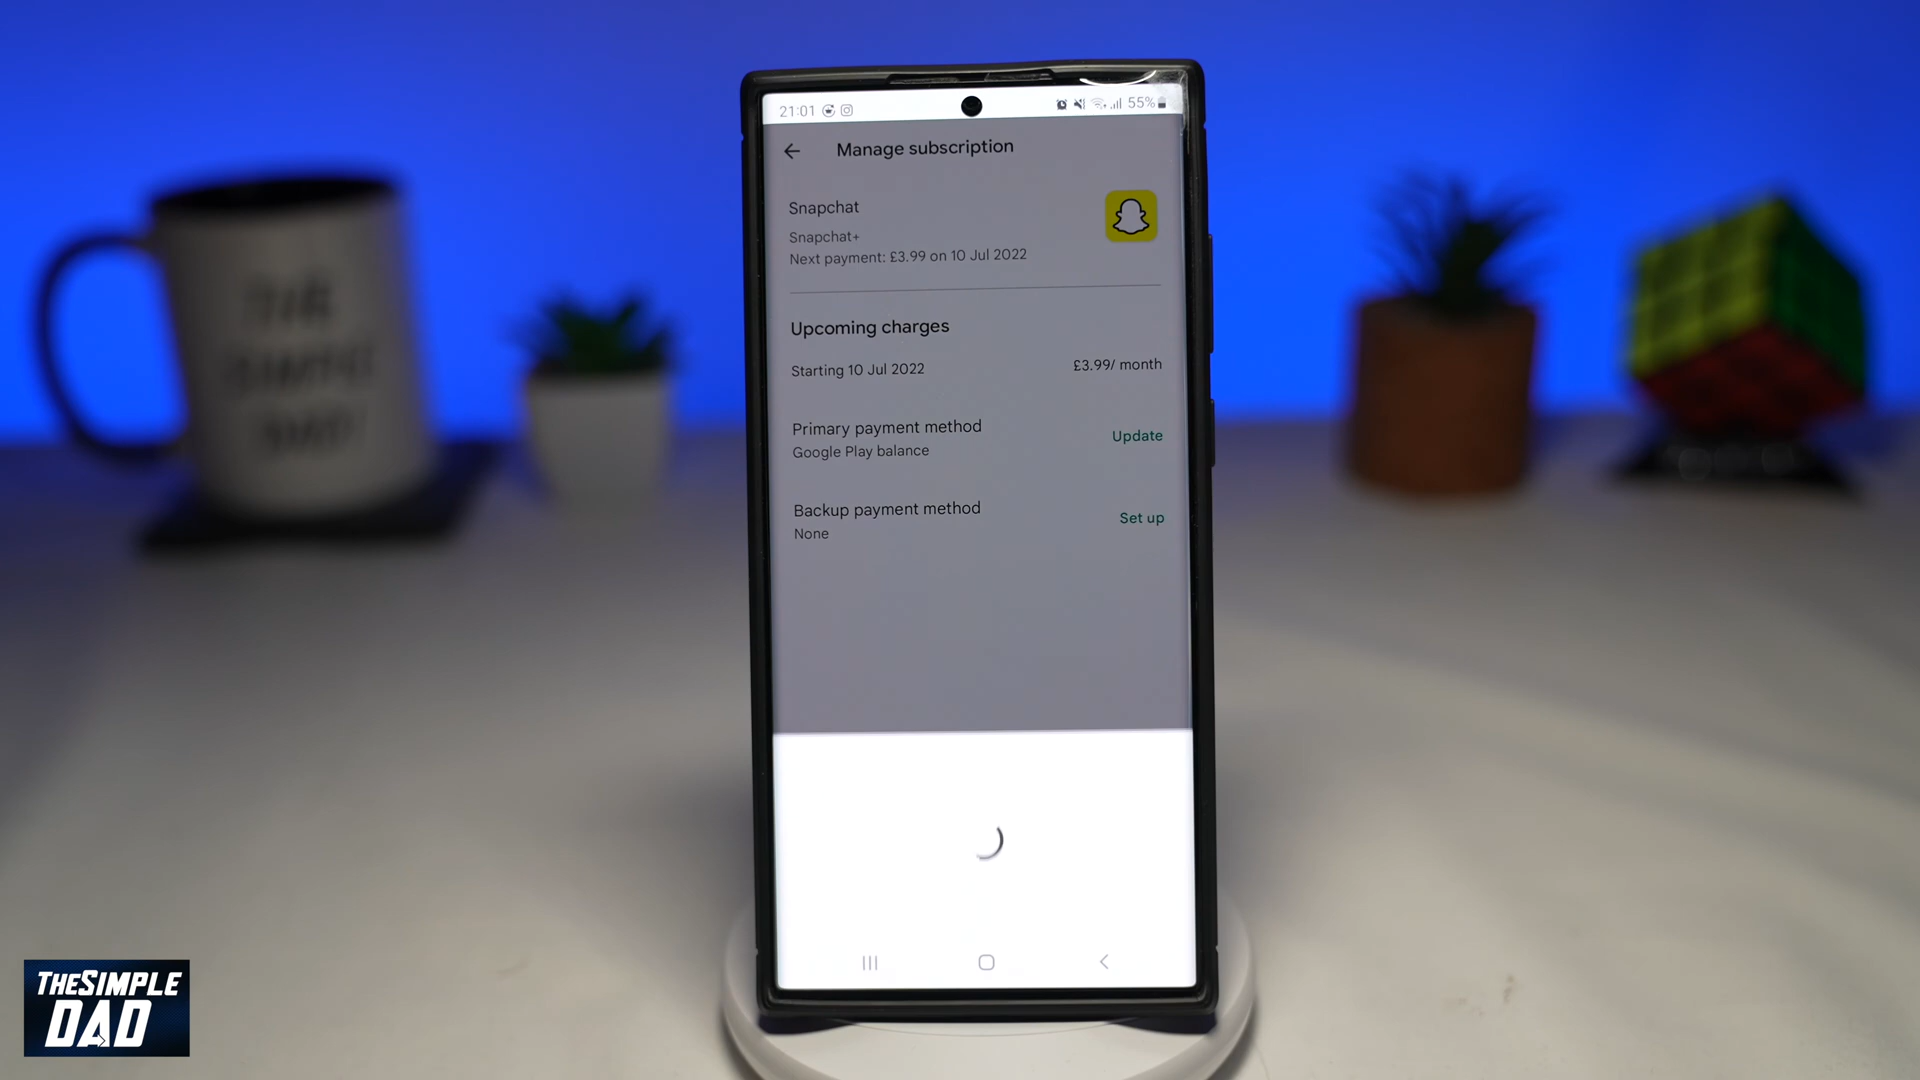 21:01
55%
Manage subscription
Snapchat
Snapchat+
Next payment: £3.99 on 10 Jul 2022
Upcoming charges
Starting 10 Jul 2022
£3.99/ month
Primary payment method
Google Play balance
Update
Backup payment method
None
Set up
THE
SIMPLE
DAD
THESIMPLE
DAD